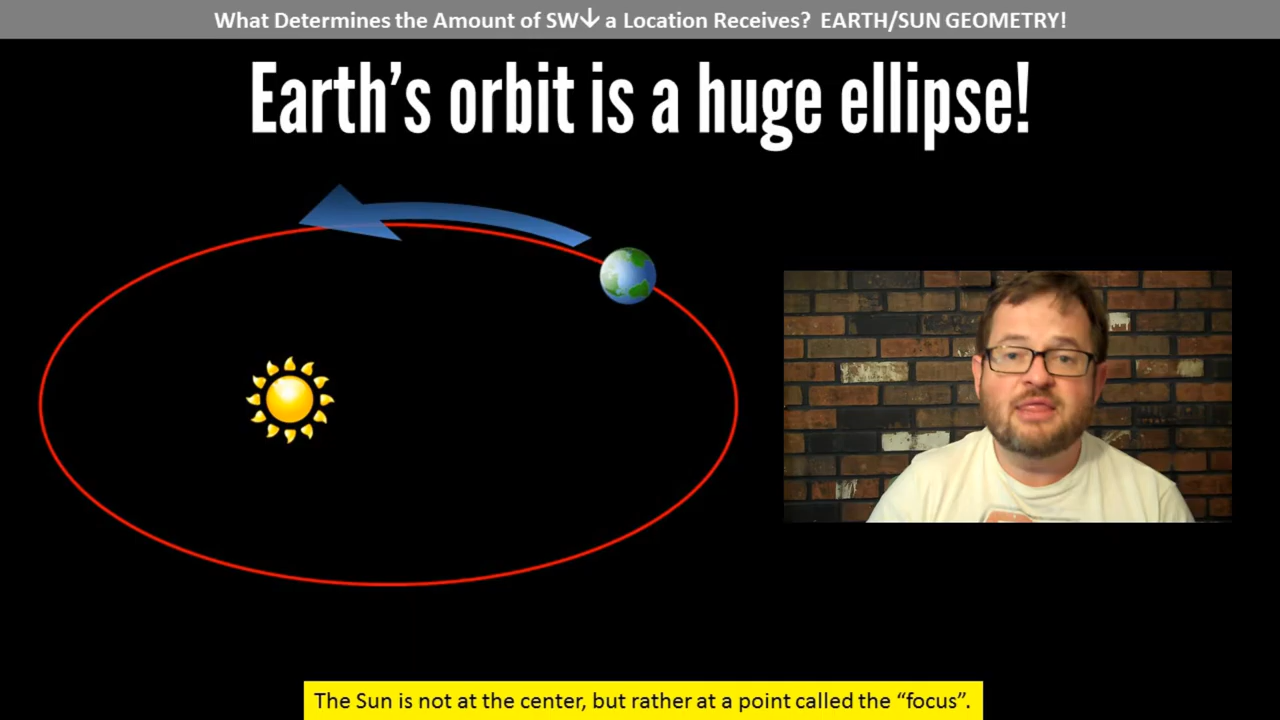 What Determines the Amount of SW↓ a Location Receives?  EARTH/SUN GEOMETRY!
Earth's orbit is a huge ellipse!
The Sun is not at the center, but rather at a point called the “focus”.